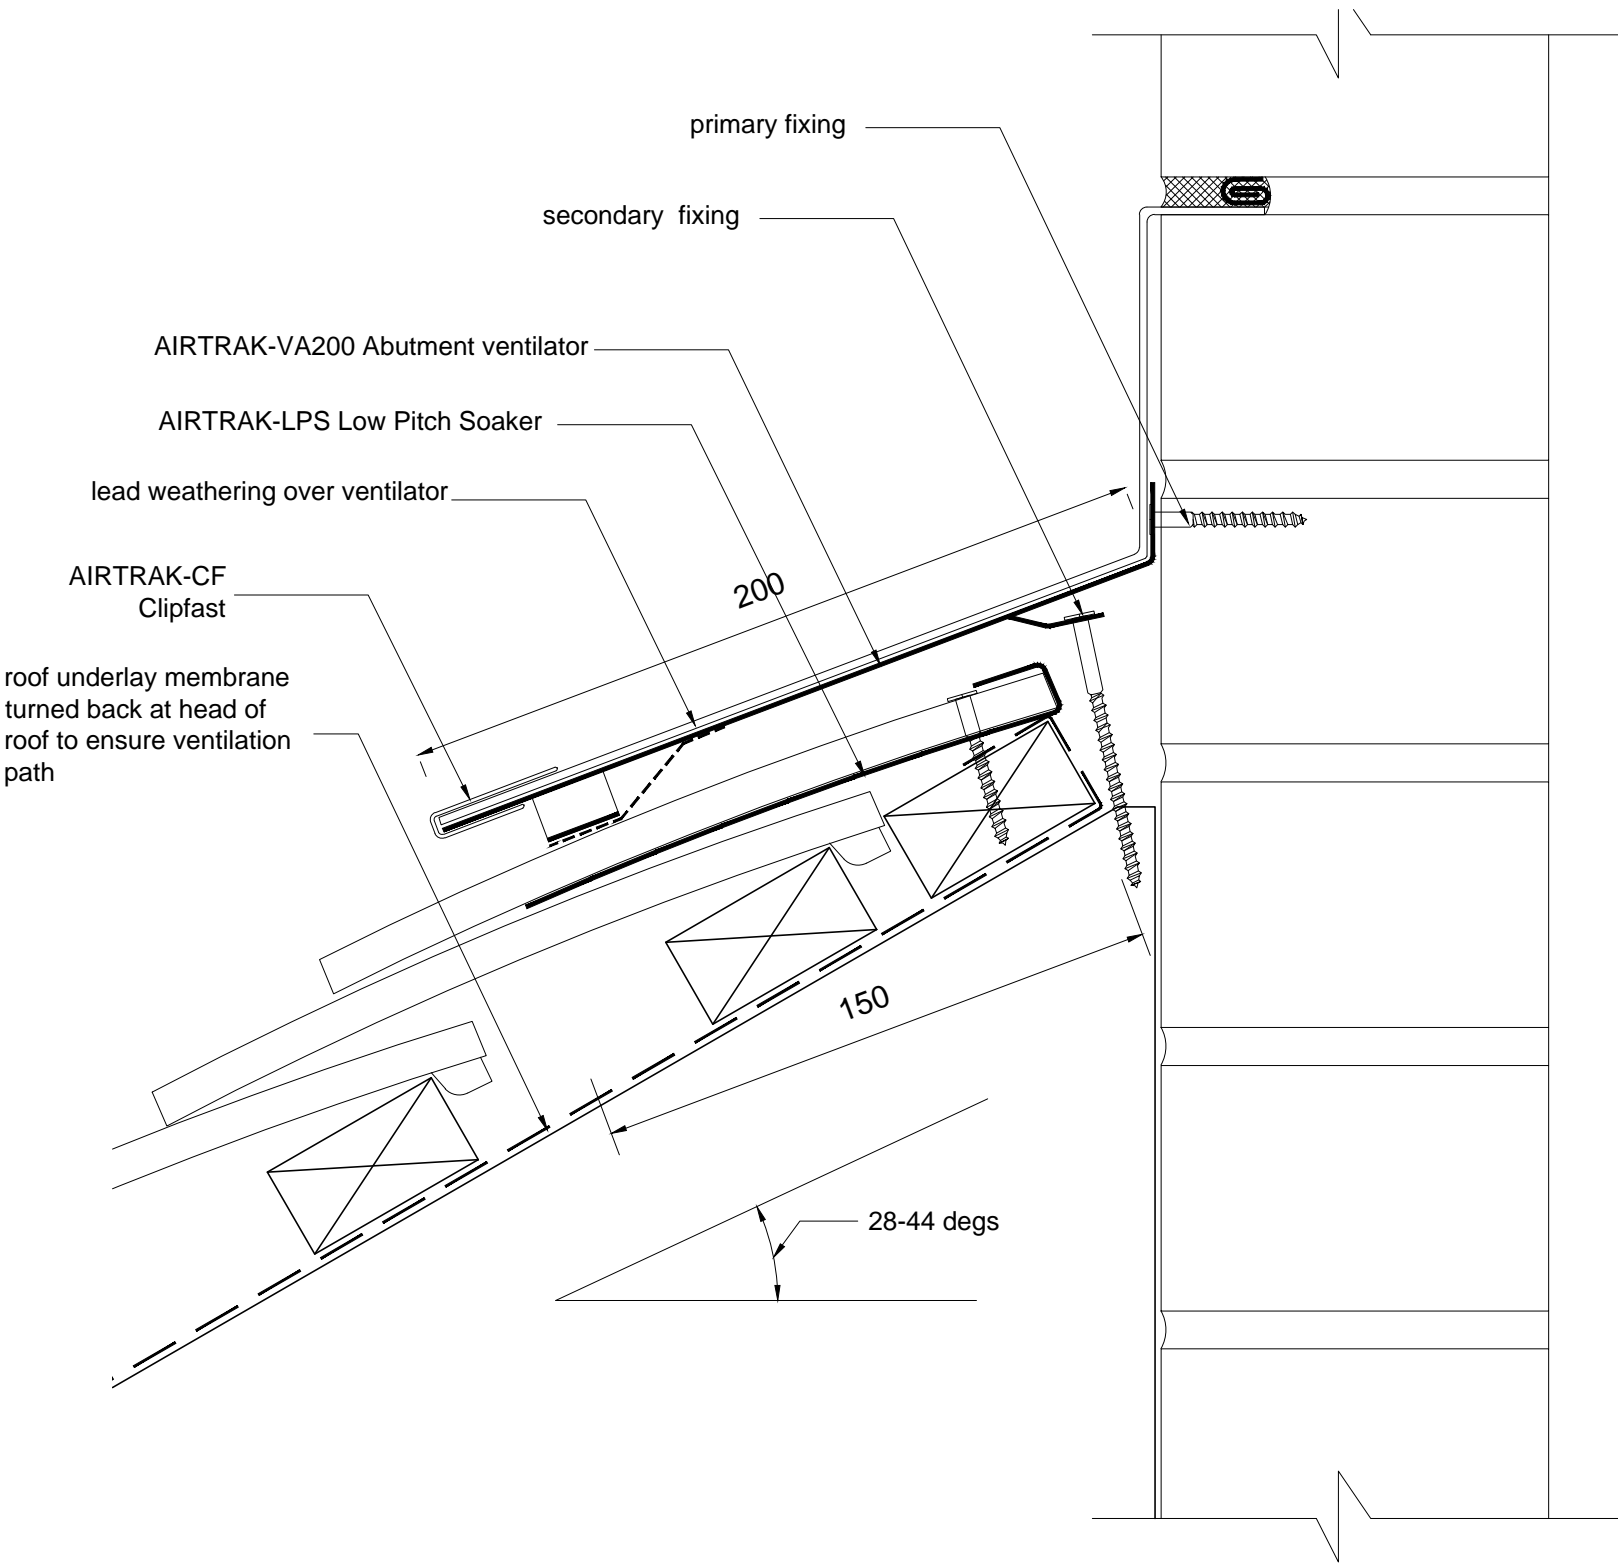 primary fixing
secondary fixing
AIRTRAK-VA200 Abutment ventilator
AIRTRAK-LPS Low Pitch Soaker
lead weathering over ventilator
AIRTRAK-CF
Clipfast
200
roof underlay membrane
turned back at head of
roof to ensure ventilation
path
150
28-44 degs